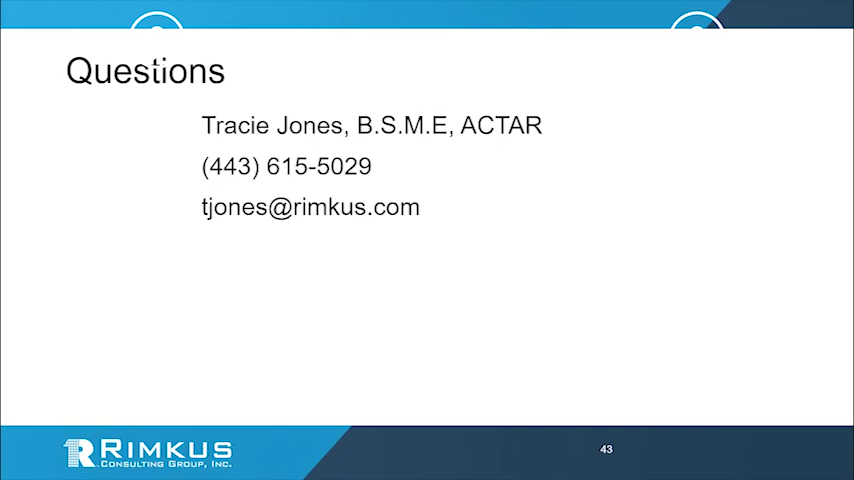 Questions
Tracie Jones, B.S.M.E, ACTAR
(443) 615-5029
tjones@rimkus.com
RIMKUS
CONSULTING GROUP, INC.
43